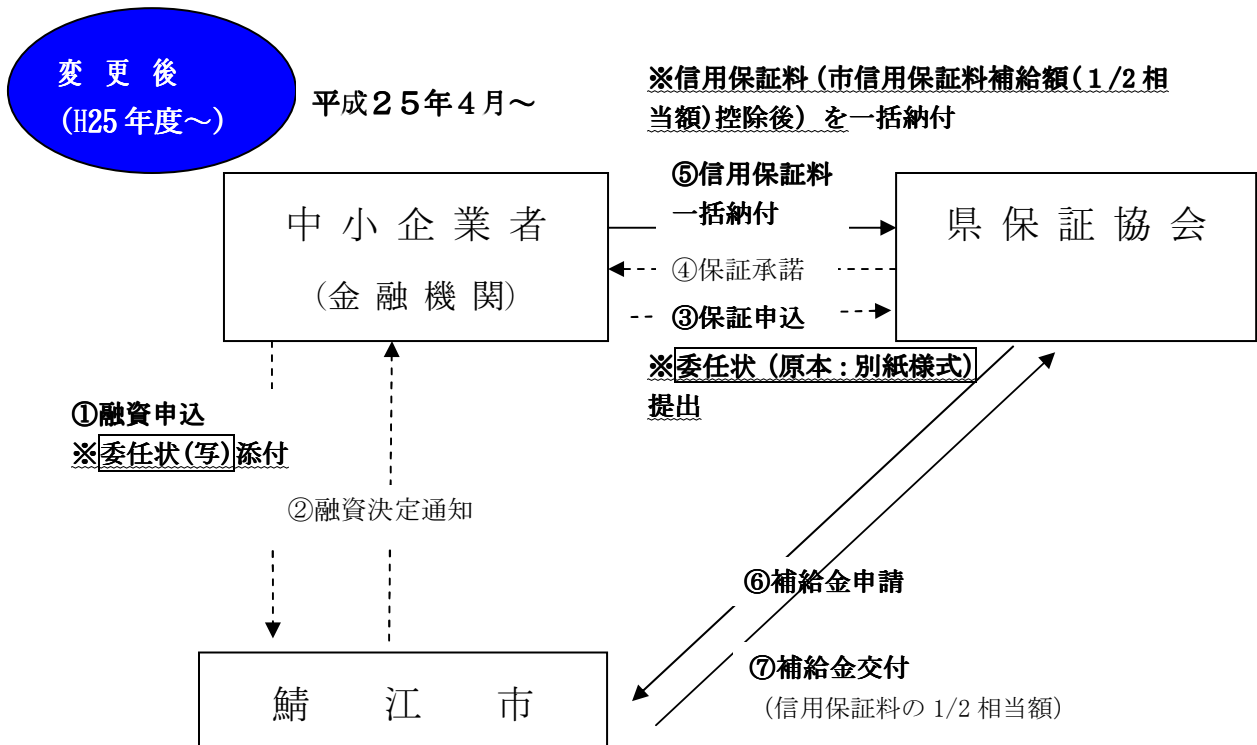 変更後
(H25年度～)
平成２５年４月～
※信用保証料(市信用保証料補給額(1/2相
当額)控除後)を一括納付
中小企業者
(金融機関)
⑤信用保証料
一括納付
④保証承諾
③保証申込
県保証協会
※委任状(原本:別紙様式)
提出
①融資申込
※委任状(写)添付
②融資決定通知
⑥補給金申請
⑦補給金交付
(信用保証料の1/2相当額)
鯖江市